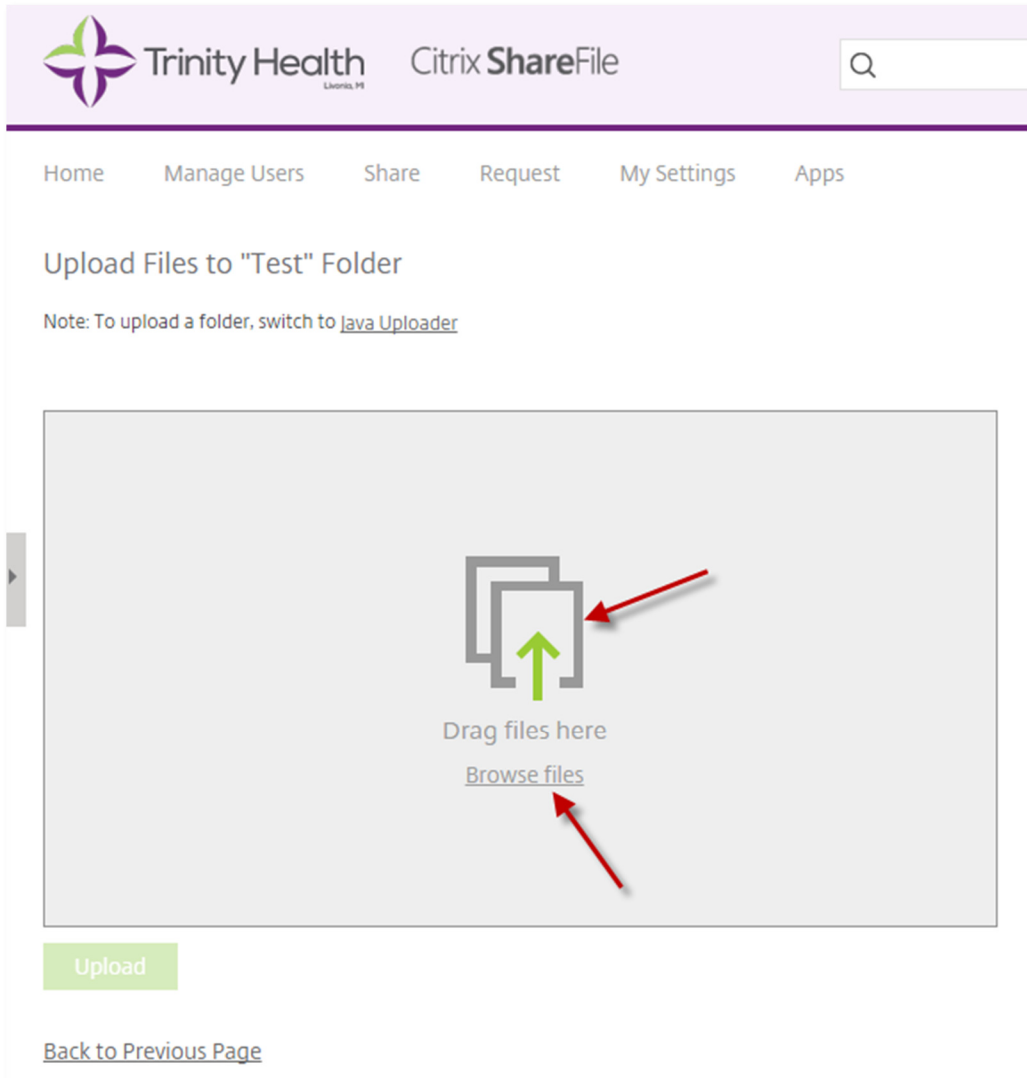 Trinity Health
Livonia, MI
Citrix ShareFile
Home Manage Users Share Request My Settings Apps
Upload Files to "Test" Folder
Note: To upload a folder, switch to Java Uploader
Drag files here
Browse files
Upload
Back to Previous Page